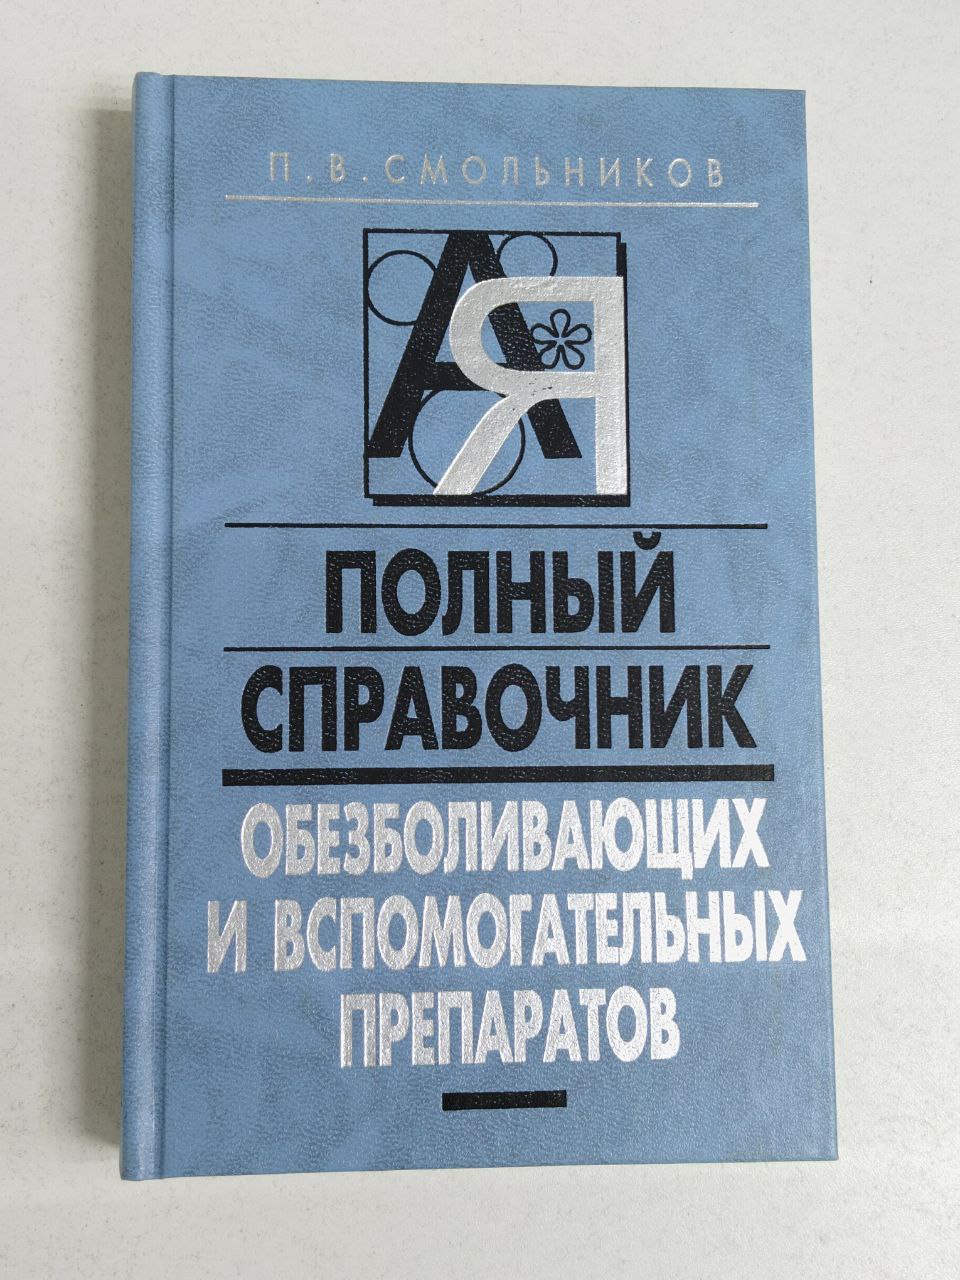 П.В.СМОЛЬНИКОВ
А Я
ПОЛНЫЙ
СПРАВОЧНИК
ОБЕЗБОЛИВАЮЩИХ
И ВСПОМОГАТЕЛЬНЫХ
ПРЕПАРАТОВ